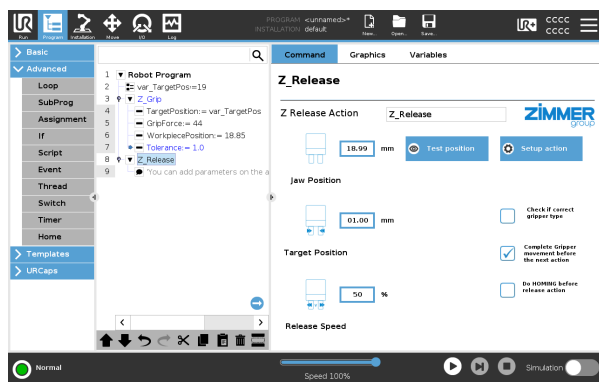 UR
Run
Program
Installation
Move
I/O
Log
PROGRAM <unnamed>*
INSTALLATION default
New...
Open...
Save...
UR+
CCCC
CCCC
Basic
Advanced
Loop
SubProg
Assignment
If
Script
Event
Thread
Switch
Timer
Home
Templates
URCaps
1 Robot Program
2 var_TargetPos:=19
3 Z_Grip
4 TargetPosition:= var_TargetPos
5 GripForce:= 44
6 WorkpiecePosition:= 18.85
7 Tolerance:= 1.0
8 Z_Release
9 "You can add parameters on the a
Command
Graphics
Variables
Z_Release
Z Release Action
Z_Release
ZIMMER
group
18.99 mm
Test position
Setup action
Jaw Position
01.00 mm
Check if correct
gripper type
Target Position
Complete Gripper
movement before
the next action
50 %
Do HOMING before
release action
Release Speed
Normal
Speed 100%
Simulation